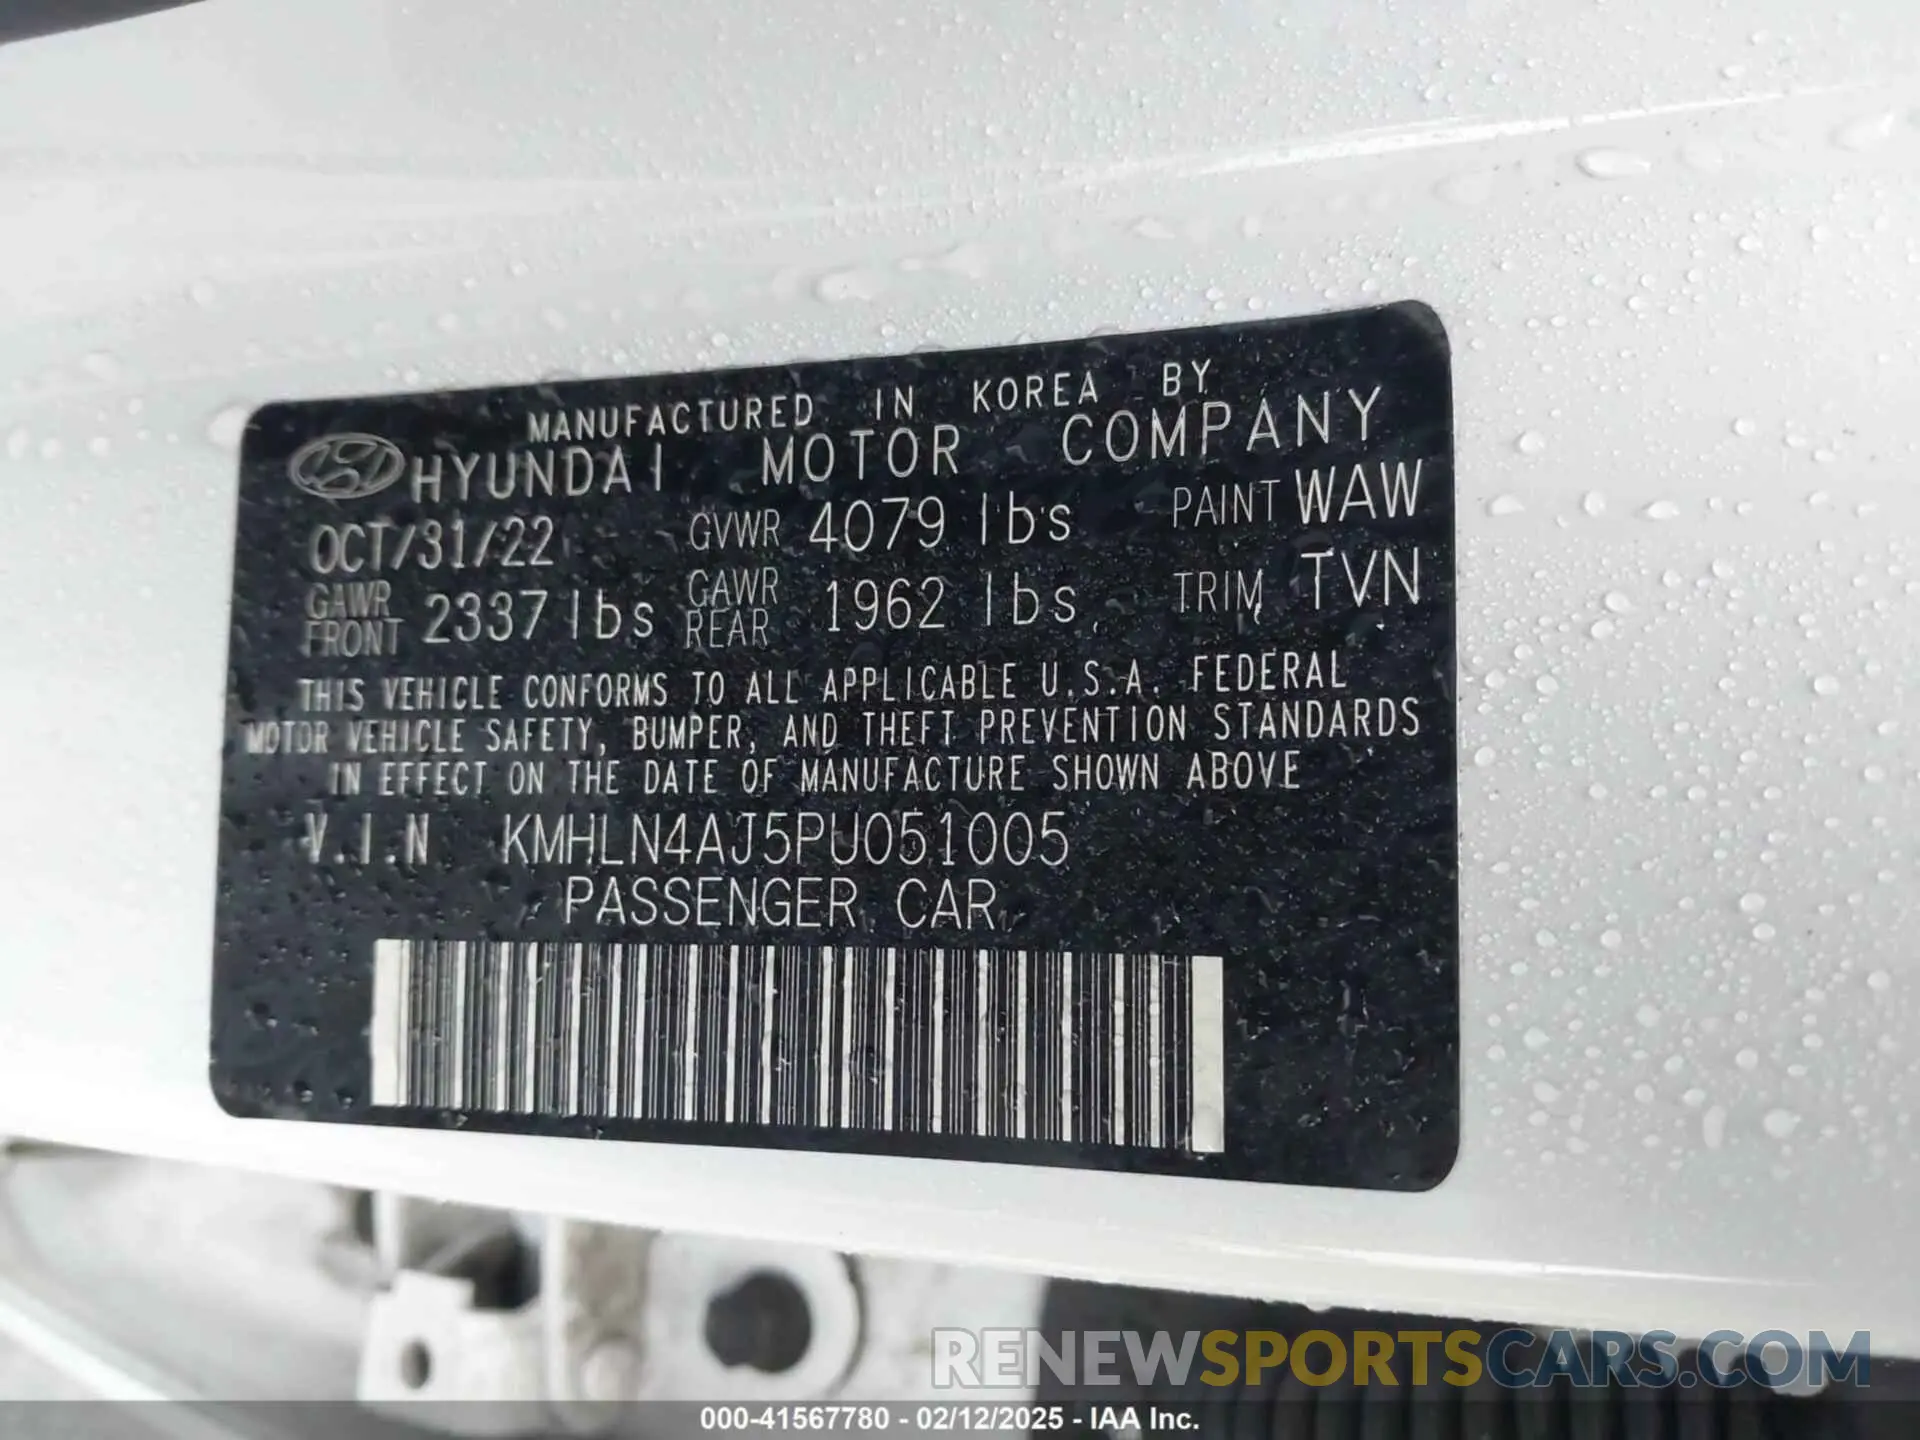 MANUFACTURED IN KOREA BY
HYUNDAI MOTOR COMPANY
OCT/31/22 GVWR 4079 lbs PAINT WAW
GAWR FRONT 2337 lbs GAWR REAR 1962 lbs TRIM TVN
THIS VEHICLE CONFORMS TO ALL APPLICABLE U.S.A. FEDERAL
MOTOR VEHICLE SAFETY, BUMPER, AND THEFT PREVENTION STANDARDS
IN EFFECT ON THE DATE OF MANUFACTURE SHOWN ABOVE
V.I.N KMHLN4AJ5PU051005
PASSENGER CAR
RENEWSPORTSCARS.COM
000-41567780 - 02/12/2025 - IAA Inc.